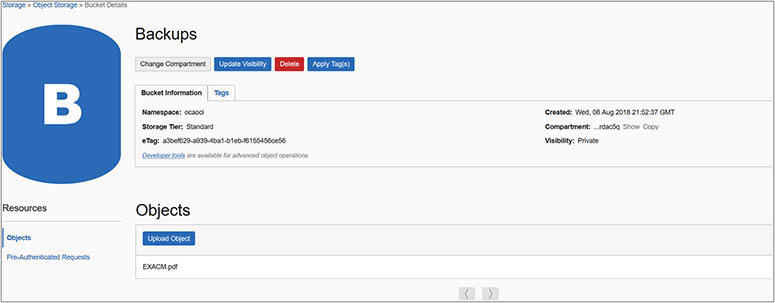 Storage » Object Storage » Bucket Details
B
Backups
Change Compartment Update Visibility Delete Apply Tag(s)
Bucket Information Tags
Namespace: ocaoci Created: Wed, 08 Aug 2018 21:52:37 GMT
Storage Tier: Standard Compartment: ...rdac5q Show Copy
eTag: a3bef629-a939-4ba1-b1eb-f6155456ce56 Visibility: Private
Developer tools are available for advanced object operations.
Resources
Objects
Pre-Authenticated Requests
Objects
Upload Object
EXACM.pdf